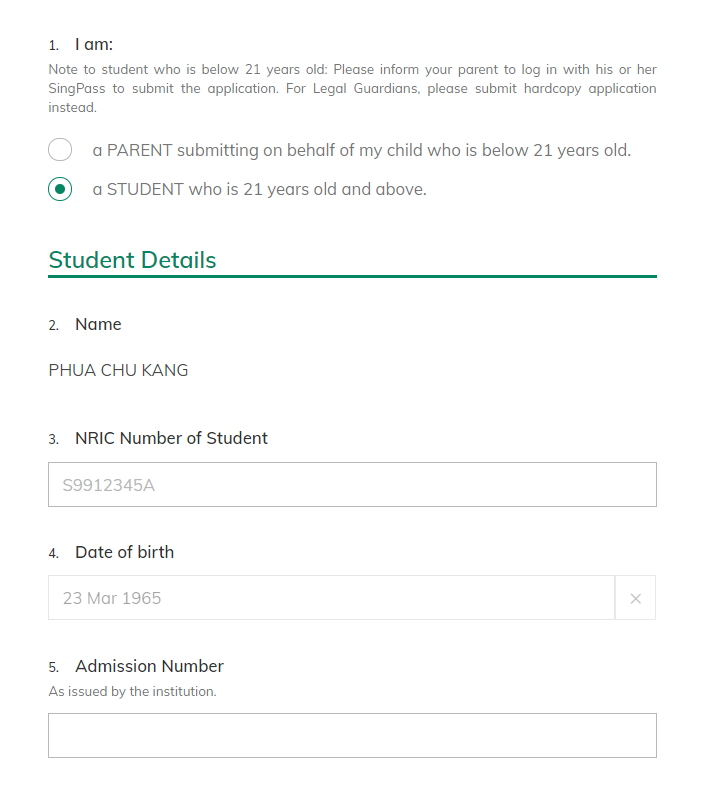 1. I am:
Note to student who is below 21 years old: Please inform your parent to log in with his or her
SingPass to submit the application. For Legal Guardians, please submit hardcopy application
instead.
a PARENT submitting on behalf of my child who is below 21 years old.
a STUDENT who is 21 years old and above.
Student Details
2. Name
PHUA CHU KANG
3. NRIC Number of Student
S9912345A
4. Date of birth
23 Mar 1965
5. Admission Number
As issued by the institution.